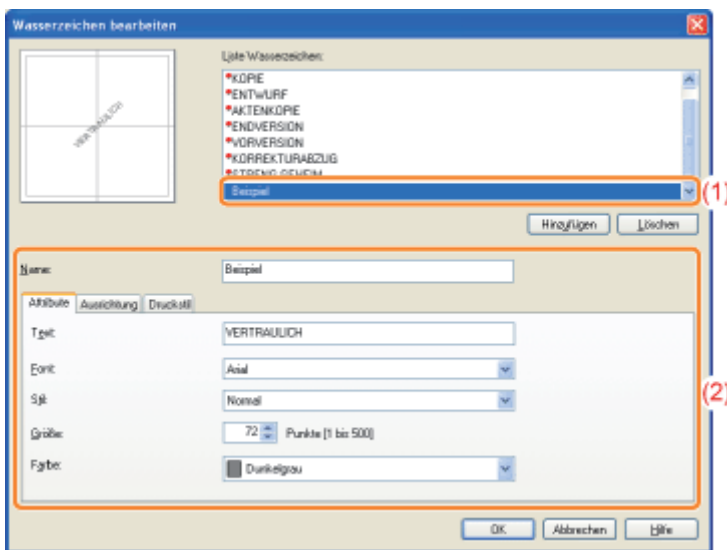 Wasserzeichen bearbeiten
Liste Wasserzeichen:
VERTRAULICH
*KOPIE
*ENTWURF
*AKTENKOPIE
*ENDVERSION
*VORVERSION
*KORREKTURABZUG
*STRENG GEHEIM
Beispiel
(1)
Hinzufügen Löschen
Name: Beispiel
Attribute Ausrichtung Druckstil
Text: VERTRAULICH
Font: Arial
(2)
Stil: Normal
Größe: 72 Punkte [1 bis 500]
Farbe: Dunkelgrau
OK Abbrechen Hilfe